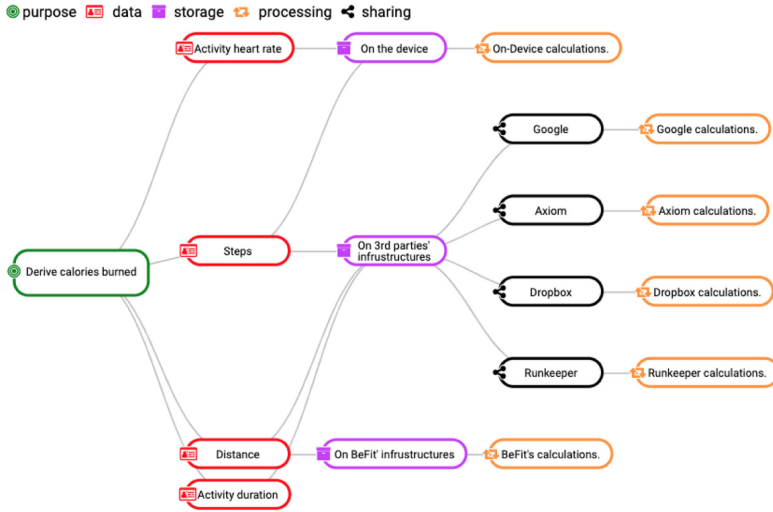 purpose data storage processing sharing
Activity heart rate
On the device
On-Device calculations.
Google
Google calculations.
Axiom
Axiom calculations.
Steps
On 3rd parties'
infrustructures
Derive calories burned
Dropbox
Dropbox calculations.
Runkeeper
Runkeeper calculations.
Distance
On BeFit' infrustructures
BeFit's calculations.
Activity duration